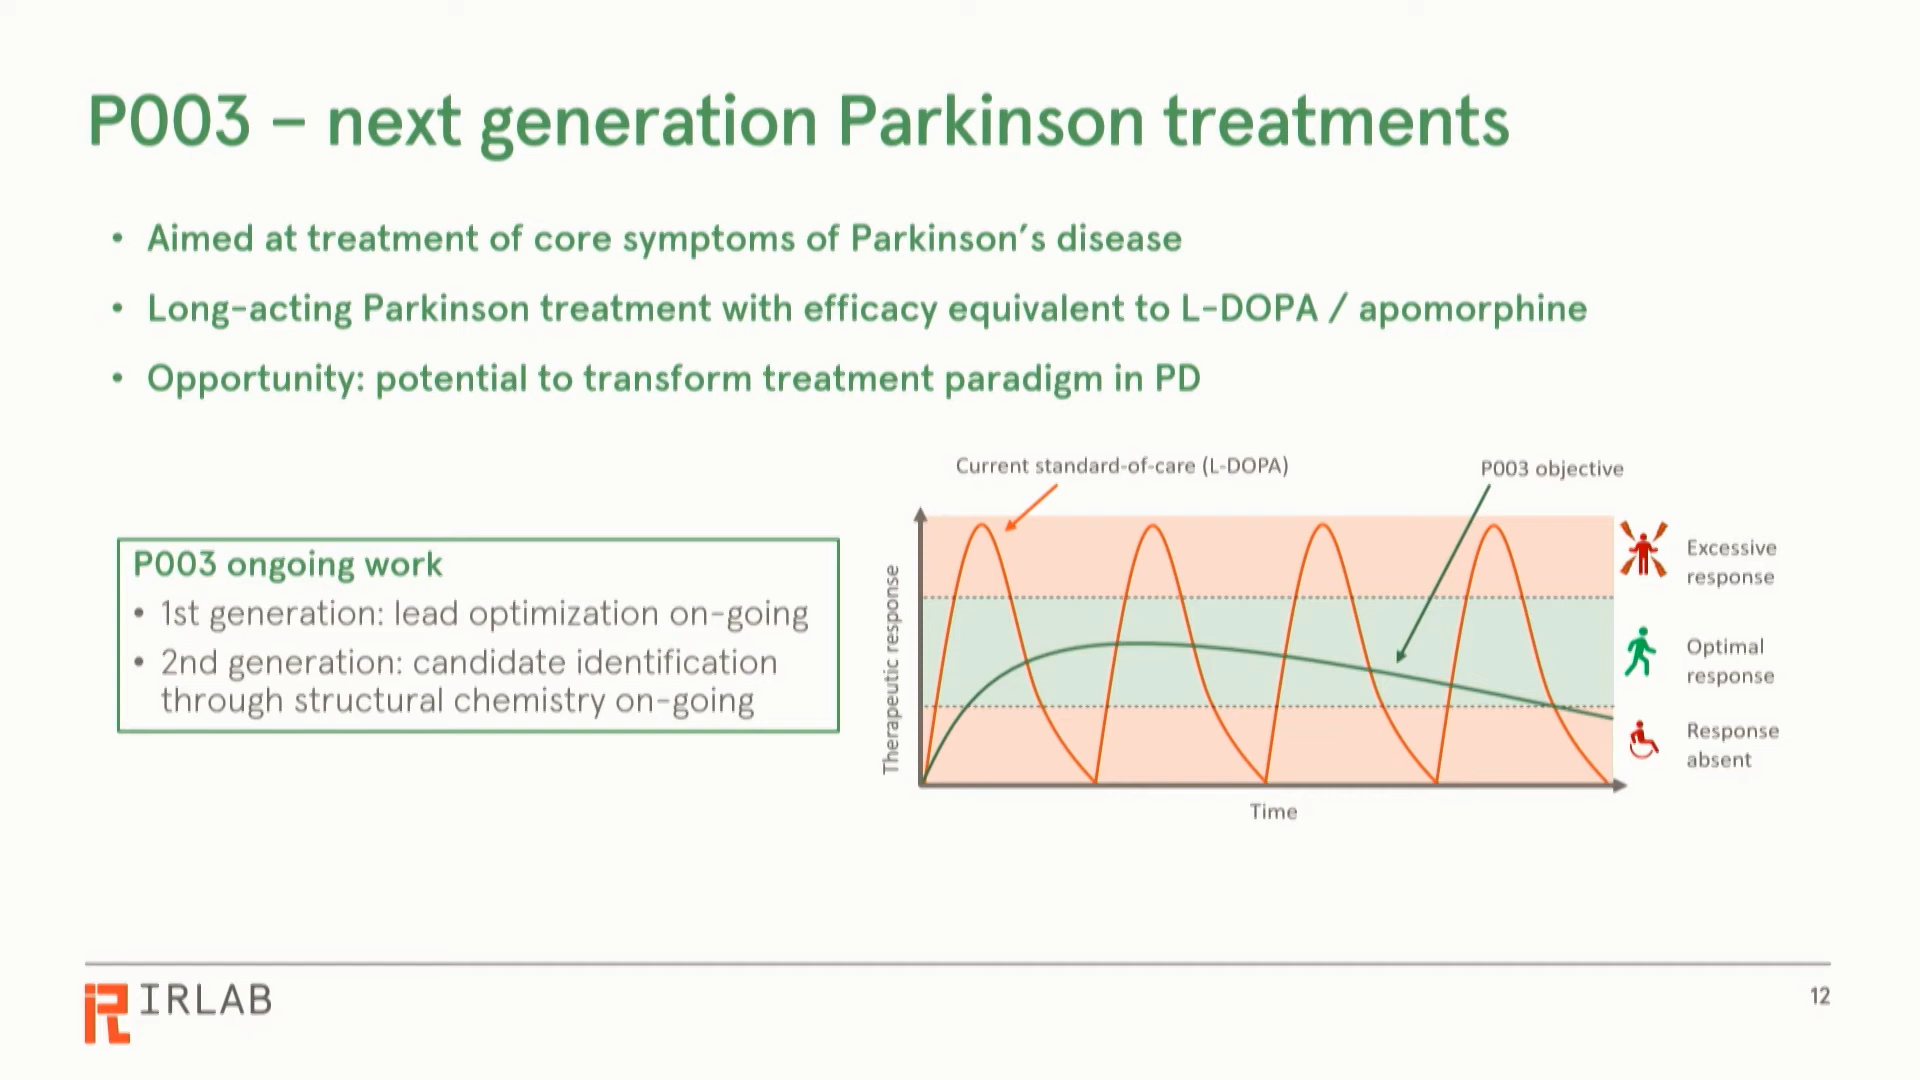 P003 – next generation Parkinson treatments
• Aimed at treatment of core symptoms of Parkinson’s disease
• Long-acting Parkinson treatment with efficacy equivalent to L-DOPA / apomorphine
• Opportunity: potential to transform treatment paradigm in PD
P003 ongoing work
• 1st generation: lead optimization on-going
• 2nd generation: candidate identification
through structural chemistry on-going
Current standard-of-care (L-DOPA)
P003 objective
Therapeutic response
Time
Excessive
response
Optimal
response
Response
absent
IRLAB
12